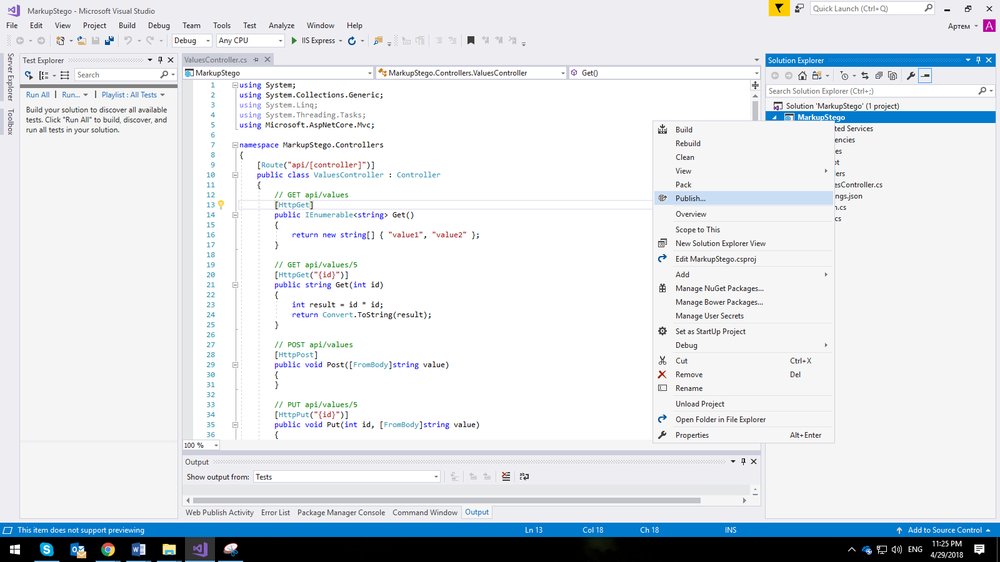 MarkupStego - Microsoft Visual Studio
Quick Launch (Ctrl+Q)
File Edit View Project Build Debug Team Tools Test Analyze Window Help
Артем A
Debug Any CPU IIS Express
Server Explorer
Toolbox
Test Explorer
Search
Run All Run... Playlist : All Tests
Build your solution to discover all available
tests. Click "Run All" to build, discover, and
run all tests in your solution.
ValuesController.cs
MarkupStego MarkupStego.Controllers.ValuesController Get()
1 using System;
2 using System.Collections.Generic;
3 using System.Linq;
4 using System.Threading.Tasks;
5 using Microsoft.AspNetCore.Mvc;
6
7 namespace MarkupStego.Controllers
8 {
9 [Route("api/[controller]")]
10 public class ValuesController : Controller
11 {
12 // GET api/values
13 [HttpGet]
14 public IEnumerable<string> Get()
15 {
16 return new string[] { "value1", "value2" };
17 }
18
19 // GET api/values/5
20 [HttpGet("{id}")]
21 public string Get(int id)
22 {
23 int result = id * id;
24 return Convert.ToString(result);
25 }
26
27 // POST api/values
28 [HttpPost]
29 public void Post([FromBody]string value)
30 {
31 }
32
33 // PUT api/values/5
34 [HttpPut("{id}")]
35 public void Put(int id, [FromBody]string value)
36 {
100 %
Output
Show output from: Tests
Web Publish Activity Error List Package Manager Console Command Window Output
Solution Explorer
Search Solution Explorer (Ctrl+;)
Solution 'MarkupStego' (1 project)
MarkupStego
ted Services
encies
es
ot
lers
esController.cs
ings.json
n.cs
cs
Build
Rebuild
Clean
View
Pack
Publish...
Overview
Scope to This
New Solution Explorer View
Edit MarkupStego.csproj
Add
Manage NuGet Packages...
Manage Bower Packages...
Manage User Secrets
Set as StartUp Project
Debug
Cut Ctrl+X
Remove Del
Rename
Unload Project
Open Folder in File Explorer
Properties Alt+Enter
This item does not support previewing Ln 13 Col 18 Ch 18 INS Add to Source Control
ENG
11:25 PM
4/29/2018